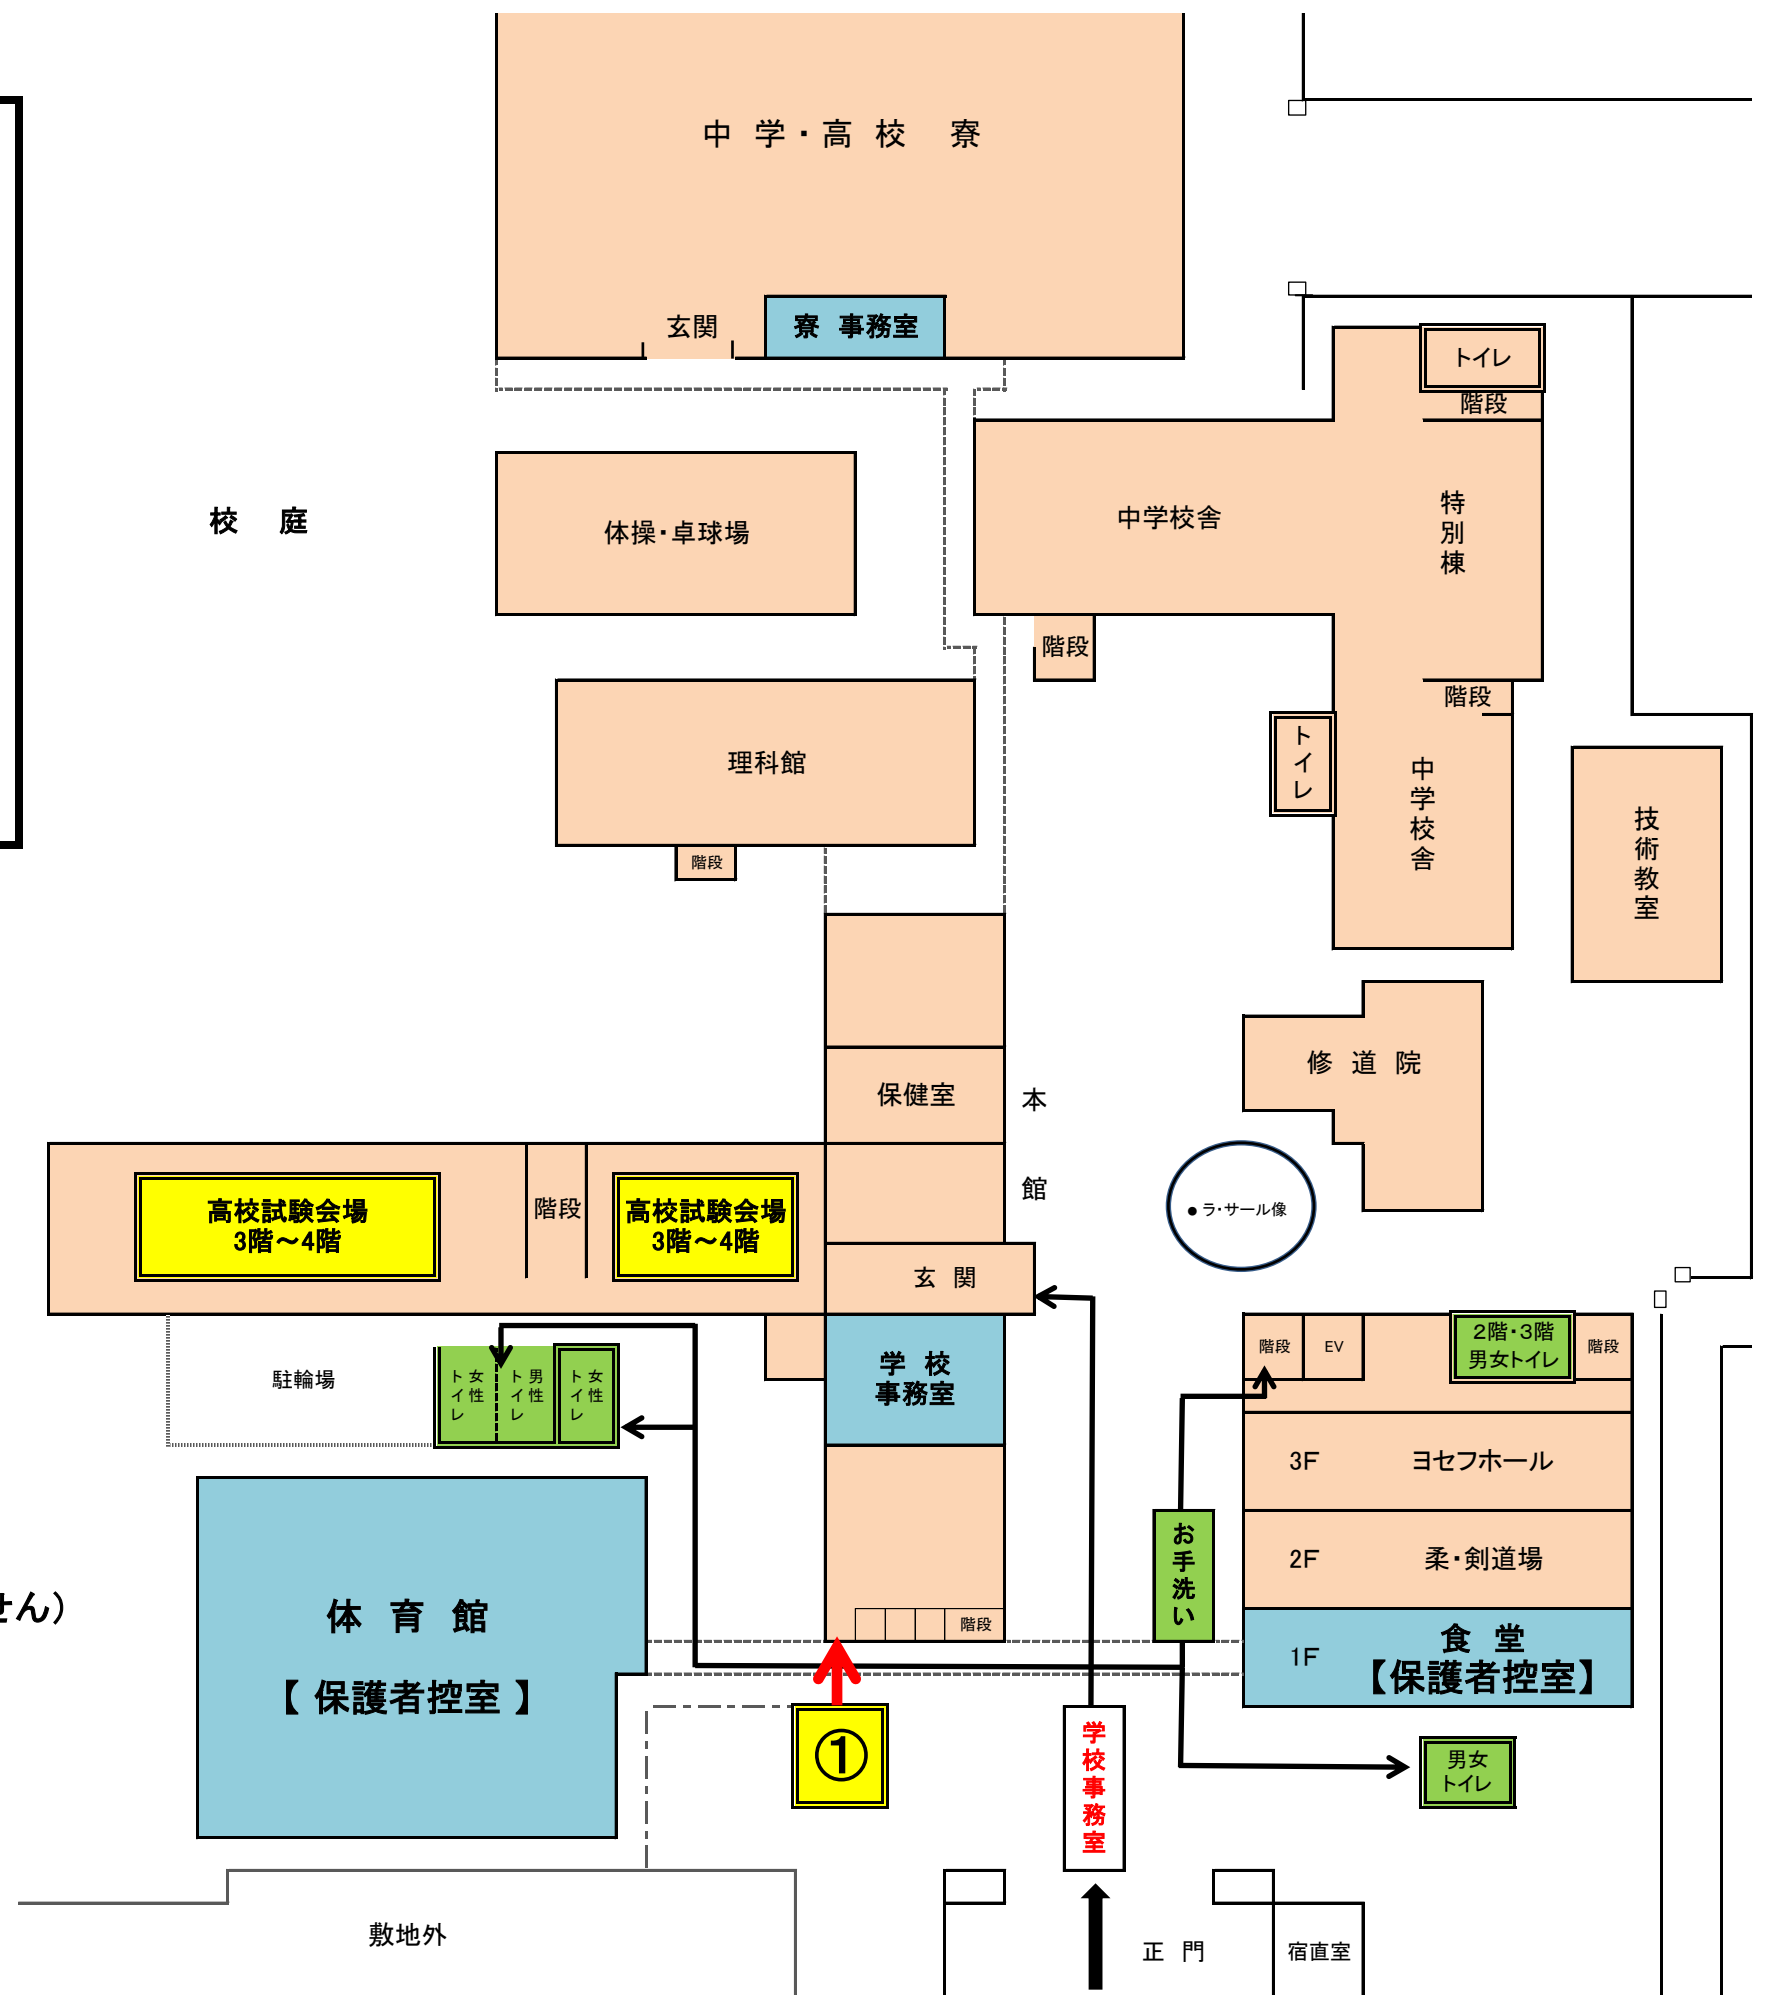 中 学・高 校 寮
玄関
寮 事務室
トイレ
階段
校 庭
体操・卓球場
中学校舎
特別棟
階段
階段
トイレ
理科館
中学校舎
技術教室
階段
保健室
本館
修 道 院
高校試験会場
3階～4階
階段
高校試験会場
3階～4階
●ラ・サール像
玄 関
駐輪場
女性
トイレ
男性
トイレ
女性
トイレ
学 校
事務室
階段
EV
2階・3階
男女トイレ
階段
3F ヨセフホール
2F 柔・剣道場
1F 食 堂
【保護者控室】
お手洗い
せん）
体 育 館
【 保護者控室 】
階段
①
学校事務室
男女
トイレ
敷地外
正 門
宿直室